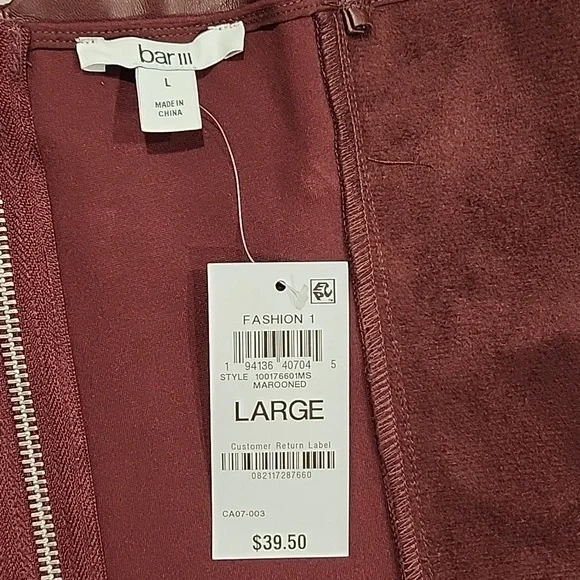 bar III
L
MADE IN
CHINA
EPC
FASHION 1
1 94136 40704 5
STYLE 100176601MS
MAROONED
LARGE
Customer Return Label
082117287660
CA07-003
$39.50